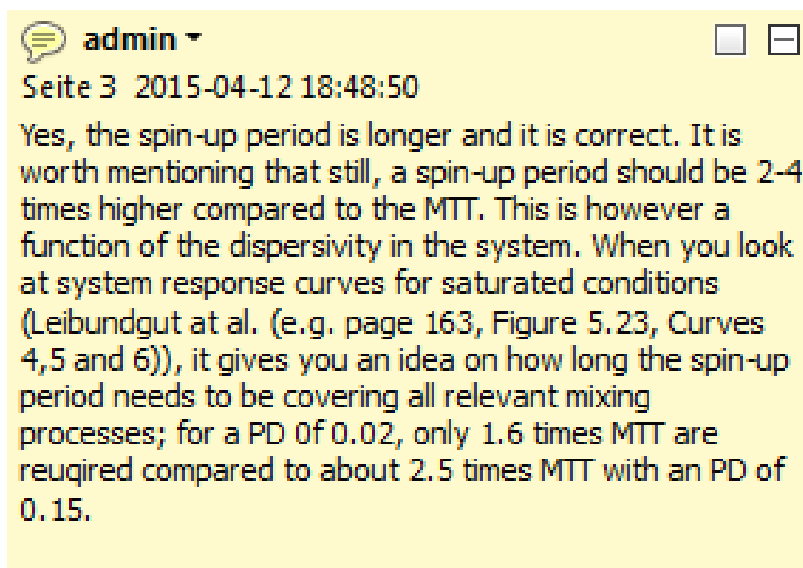 admin
Seite 3 2015-04-12 18:48:50
Yes, the spin-up period is longer and it is correct. It is
worth mentioning that still, a spin-up period should be 2-4
times higher compared to the MTT. This is however a
function of the dispersivity in the system. When you look
at system response curves for saturated conditions
(Leibundgut at al. (e.g. page 163, Figure 5.23, Curves
4,5 and 6)), it gives you an idea on how long the spin-up
period needs to be covering all relevant mixing
processes; for a PD 0f 0.02, only 1.6 times MTT are
reuqired compared to about 2.5 times MTT with an PD of
0.15.